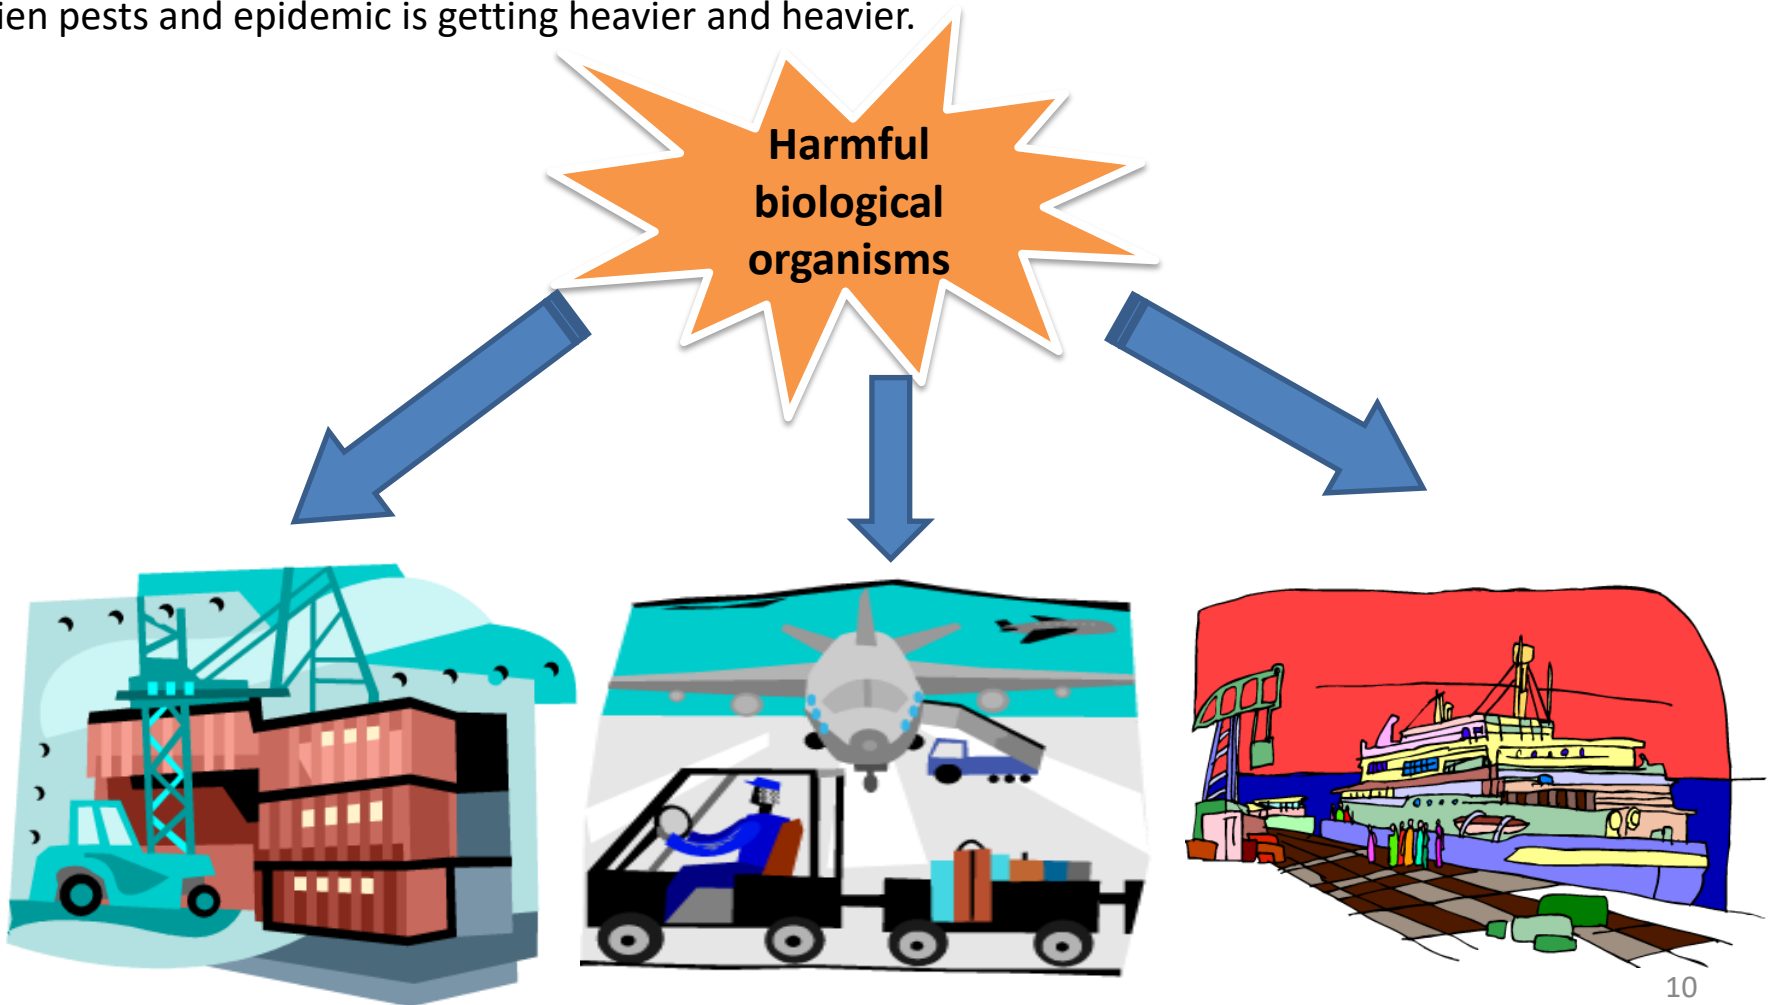 ien pests and epidemic is getting heavier and heavier.
Harmful
biological
organisms
10